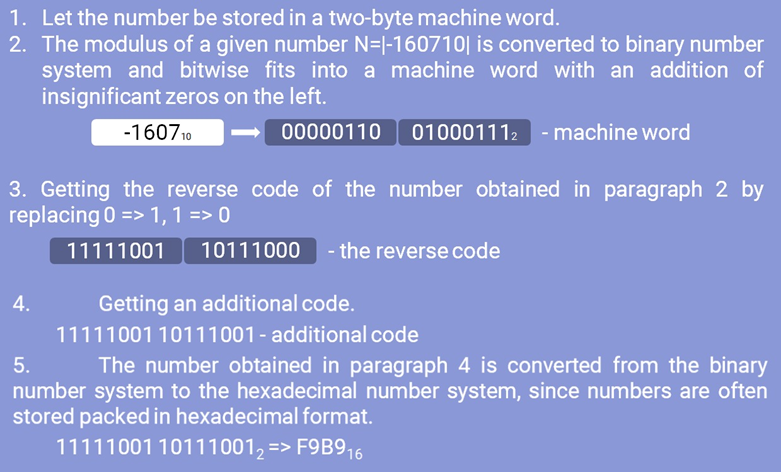 1. Let the number be stored in a two-byte machine word.
2. The modulus of a given number N=|-160710| is converted to binary number
system and bitwise fits into a machine word with an addition of
insignificant zeros on the left.
-1607₁₀ 00000110 01000111₂ - machine word
3. Getting the reverse code of the number obtained in paragraph 2 by
replacing 0 => 1, 1 => 0
11111001 10111000 - the reverse code
4. Getting an additional code.
11111001 10111001 - additional code
5. The number obtained in paragraph 4 is converted from the binary
number system to the hexadecimal number system, since numbers are often
stored packed in hexadecimal format.
11111001 10111001₂ => F9B9₁₆